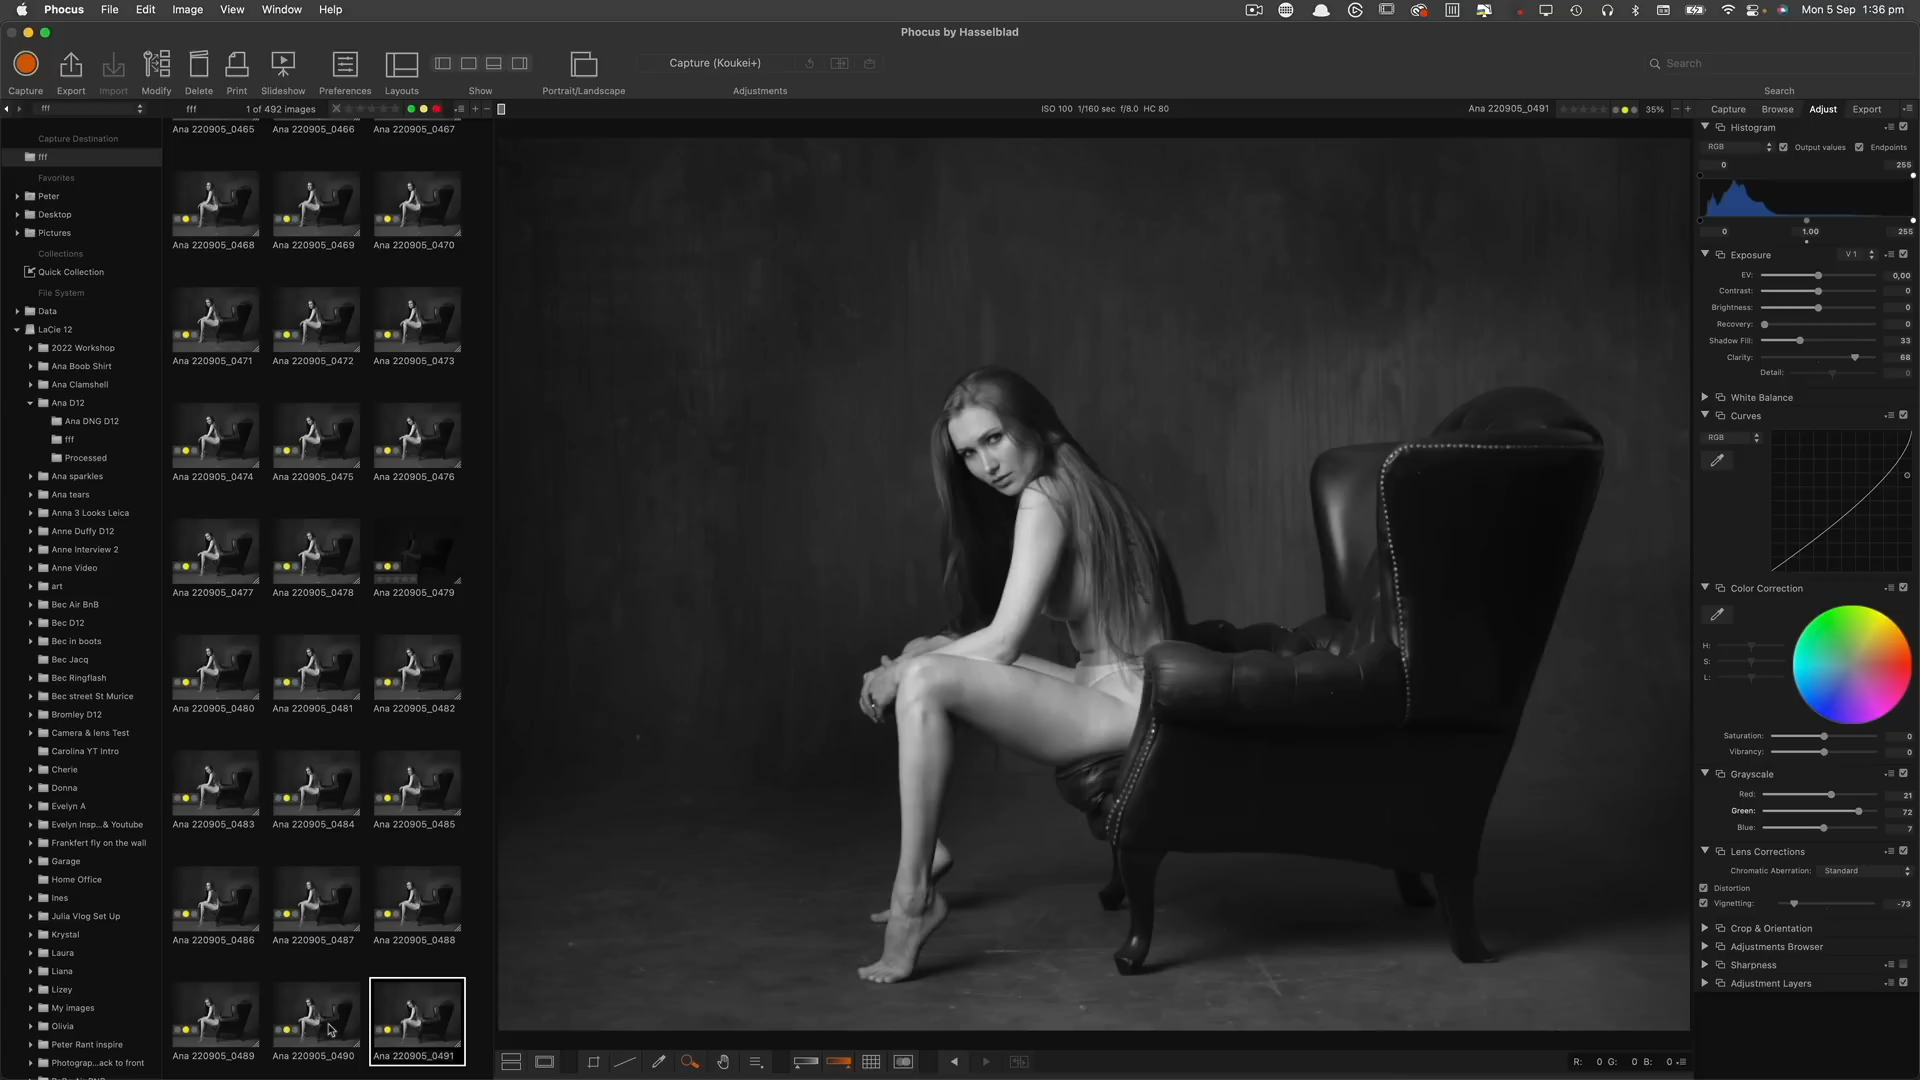 Phocus File Edit Image View Window Help
Mon 5 Sep 1:36 pm
Phocus by Hasselblad
Capture (Koukei+)
Search
Capture Export Import Modify Delete Print Slideshow Preferences Layouts Show Portrait/Landscape Adjustments Search
fff
fff 1 of 492 images
ISO 100 1/160 sec f/8.0 HC 80
Ana 220905_0491
35%
Capture Browse Adjust Export
Capture Destination
fff
Favorites
Peter
Desktop
Pictures
Collections
Quick Collection
File System
Data
LaCie 12
2022 Workshop
Ana Boob Shirt
Ana Clamshell
Ana D12
Ana DNG D12
fff
Processed
Ana sparkles
Ana tears
Anna 3 Looks Leica
Anne Duffy D12
Anne Interview 2
Anne Video
art
Bec Air BnB
Bec D12
Bec in boots
Bec Jacq
Bec Ringflash
Bec street St Murice
Bromley D12
Camera & lens Test
Carolina YT Intro
Cherie
Donna
Evelyn A
Evelyn Insp...& Youtube
Frankfert fly on the wall
Garage
Home Office
Ines
Julia Vlog Set Up
Krystal
Laura
Liana
Lizey
My images
Olivia
Peter Rant inspire
Photograp...ack to front
Ana 220905_0465 Ana 220905_0466 Ana 220905_0467
Ana 220905_0468 Ana 220905_0469 Ana 220905_0470
Ana 220905_0471 Ana 220905_0472 Ana 220905_0473
Ana 220905_0474 Ana 220905_0475 Ana 220905_0476
Ana 220905_0477 Ana 220905_0478 Ana 220905_0479
Ana 220905_0480 Ana 220905_0481 Ana 220905_0482
Ana 220905_0483 Ana 220905_0484 Ana 220905_0485
Ana 220905_0486 Ana 220905_0487 Ana 220905_0488
Ana 220905_0489 Ana 220905_0490 Ana 220905_0491
Histogram
RGB Output values Endpoints
0 255
0 1.00 255
Exposure V 1
EV: 0,00
Contrast: 0
Brightness: 0
Recovery: 0
Shadow Fill: 33
Clarity: 68
Detail: 0
White Balance
Curves
RGB
Color Correction
H:
S:
L:
Saturation: 0
Vibrancy: 0
Grayscale
Red: 21
Green: 72
Blue: 7
Lens Corrections
Chromatic Aberration: Standard
Distortion
Vignetting: -73
Crop & Orientation
Adjustments Browser
Sharpness
Adjustment Layers
R: 0 G: 0 B: 0